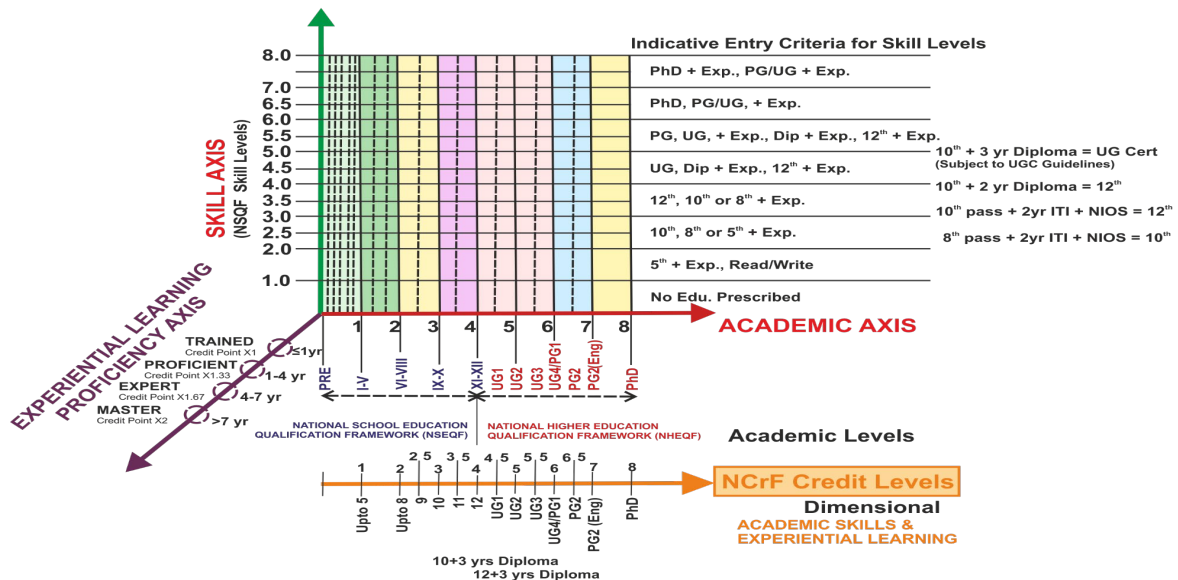 Indicative Entry Criteria for Skill Levels
8.0
PhD + Exp., PG/UG + Exp.
7.0
6.5
PhD, PG/UG, + Exp.
6.0
5.5
PG, UG, + Exp., Dip + Exp., 12th + Exp.
5.0
4.5
UG, Dip + Exp., 12th + Exp.
4.0
3.5
12th, 10th or 8th + Exp.
3.0
2.5
10th, 8th or 5th + Exp.
2.0
5th + Exp., Read/Write
1.0
No Edu. Prescribed
10th + 3 yr Diploma = UG Cert
(Subject to UGC Guidelines)
10th + 2 yr Diploma = 12th
10th pass + 2yr ITI + NIOS = 12th
8th pass + 2yr ITI + NIOS = 10th
SKILL AXIS
(NSQF Skill Levels)
1 2 3 4 5 6 7 8
ACADEMIC AXIS
EXPERIENTIAL LEARNING
PROFICIENCY AXIS
TRAINED
Credit Point X1
≤1yr
PROFICIENT
Credit Point X1.33
1-4 yr
EXPERT
Credit Point X1.67
4-7 yr
MASTER
Credit Point X2
>7 yr
PRE
I-V
VI-VIII
IX-X
XI-XII
UG1
UG2
UG3
UG4/PG1
PG2
PG2(Eng)
PhD
NATIONAL SCHOOL EDUCATION
QUALIFICATION FRAMEWORK (NSEQF)
NATIONAL HIGHER EDUCATION
QUALIFICATION FRAMEWORK (NHEQF)
Academic Levels
1 2 2 5 3 3 5 4 4 5 5 5 5 6 6 5 7 8
NCrF Credit Levels
Upto 5
Upto 8
9
10
11
12
UG1
UG2
UG3
UG4/PG1
PG2
PG2 (Eng)
PhD
Dimensional
ACADEMIC SKILLS &
EXPERIENTIAL LEARNING
10+3 yrs Diploma
12+3 yrs Diploma